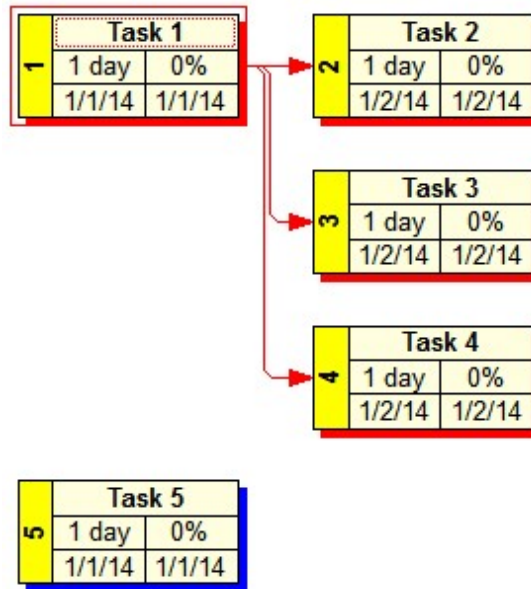 1
Task 1
1 day 0%
1/1/14 1/1/14
2
Task 2
1 day 0%
1/2/14 1/2/14
3
Task 3
1 day 0%
1/2/14 1/2/14
4
Task 4
1 day 0%
1/2/14 1/2/14
5
Task 5
1 day 0%
1/1/14 1/1/14